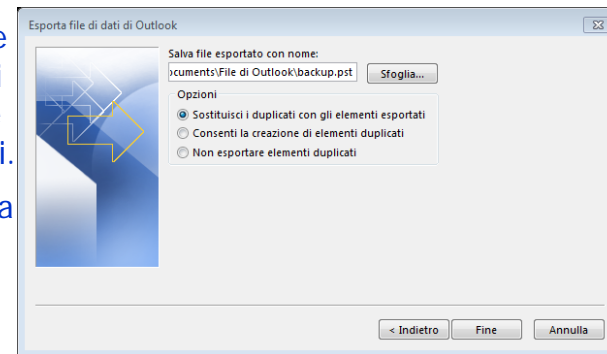 Esporta file di dati di Outlook
e
Salva file esportato con nome:
i
ocuments\File di Outlook\backup.pst
Sfoglia...
Opzioni
Sostituisci i duplicati con gli elementi esportati
Consenti la creazione di elementi duplicati
i.
Non esportare elementi duplicati
a
< Indietro
Fine
Annulla